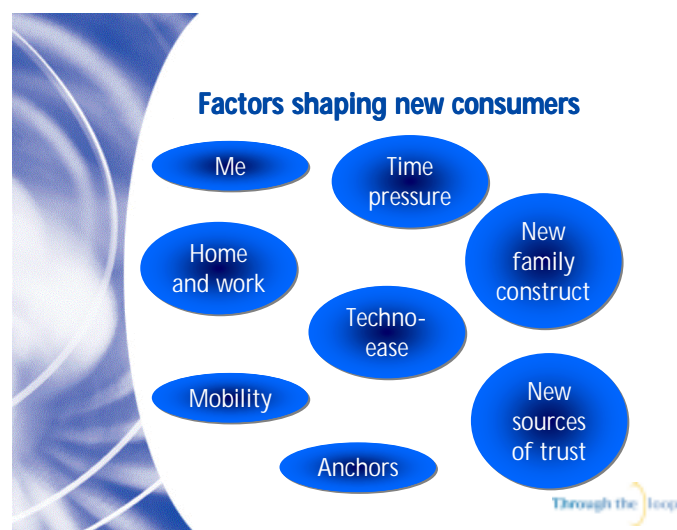 Factors shaping new consumers
Me
Time
pressure
Home
and work
New
family
construct
Techno-
ease
Mobility
New
sources
of trust
Anchors
Through the loop